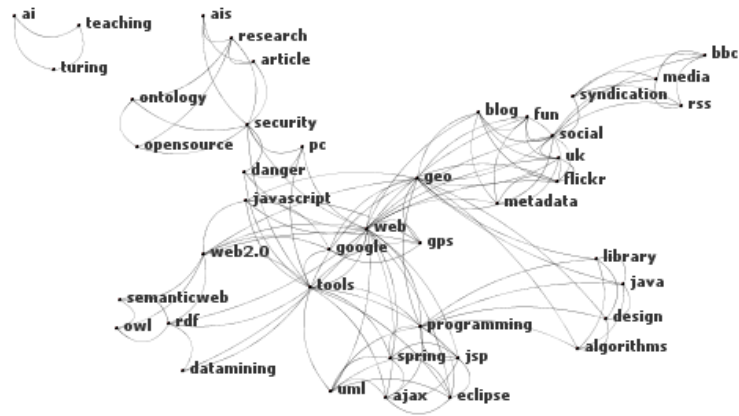 ai
teaching
turing
ais
research
article
ontology
security
opensource
pc
danger
javascript
bbc
media
syndication
rss
blog
fun
social
uk
flickr
geo
metadata
web
google
gps
web2.0
tools
semanticweb
owl
rdf
datamining
library
java
design
algorithms
programming
spring
jsp
uml
ajax
eclipse